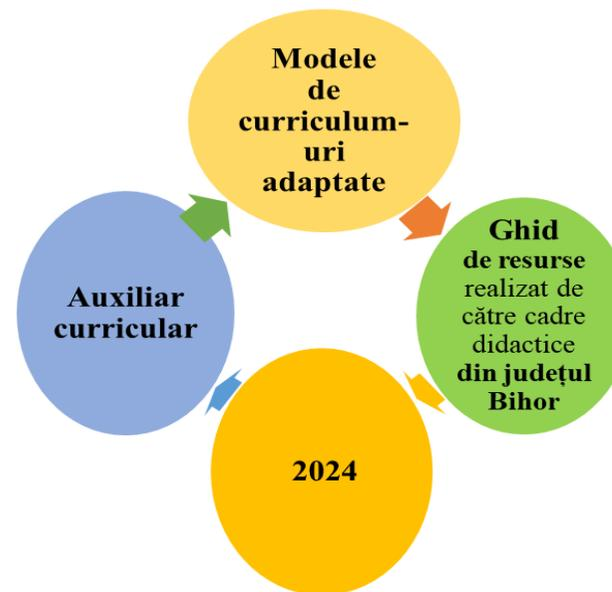 Modele
de
curriculum-
uri
adaptate
Ghid
de resurse
realizat de
către cadre
didactice
din județul
Bihor
2024
Auxiliar
curricular